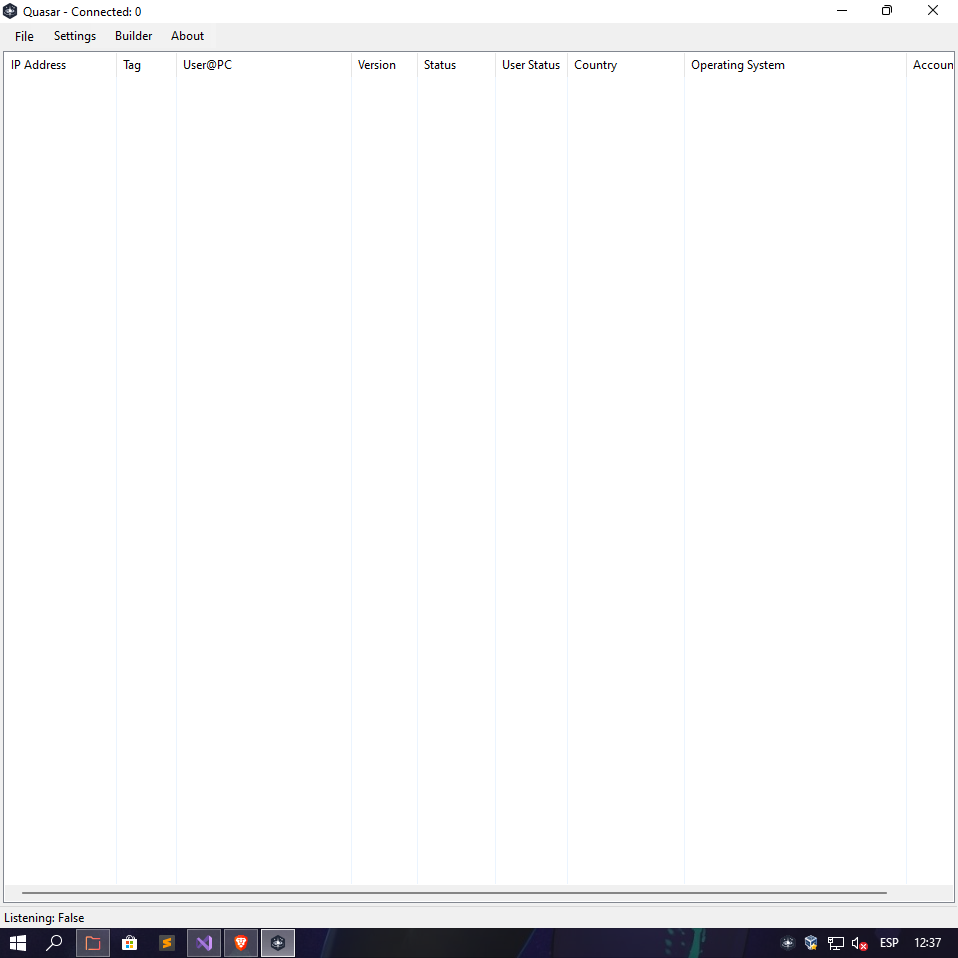 Quasar - Connected: 0
File Settings Builder About
IP Address Tag User@PC Version Status User Status Country Operating System Accoun
Listening: False
ESP 12:37